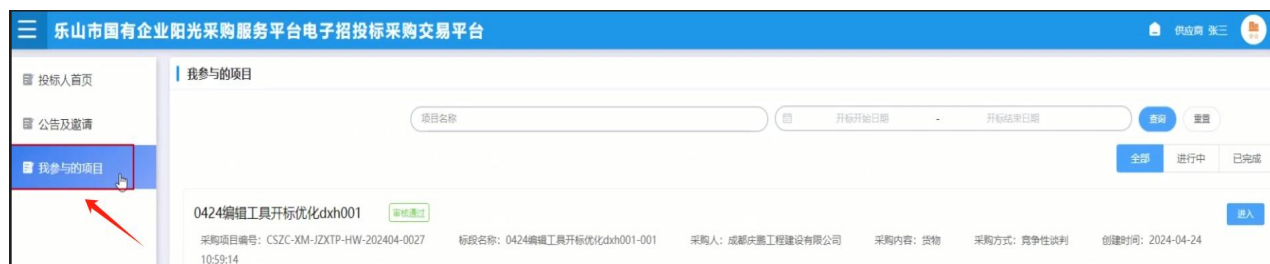 乐山市国有企业阳光采购服务平台电子招投标采购交易平台
供应商 张三
投标人首页
公告及邀请
我参与的项目
我参与的项目
项目名称
开标开始日期 - 开标结束日期
查询
重置
全部
进行中
已完成
0424编辑工具开标优化dxh001 审核通过
进入
采购项目编号：CSZC-XM-JZXTP-HW-202404-0027 标段名称：0424编辑工具开标优化dxh001-001 采购人：成都庆鹏工程建设有限公司 采购内容：货物 采购方式：竞争性谈判 创建时间：2024-04-24
10:59:14